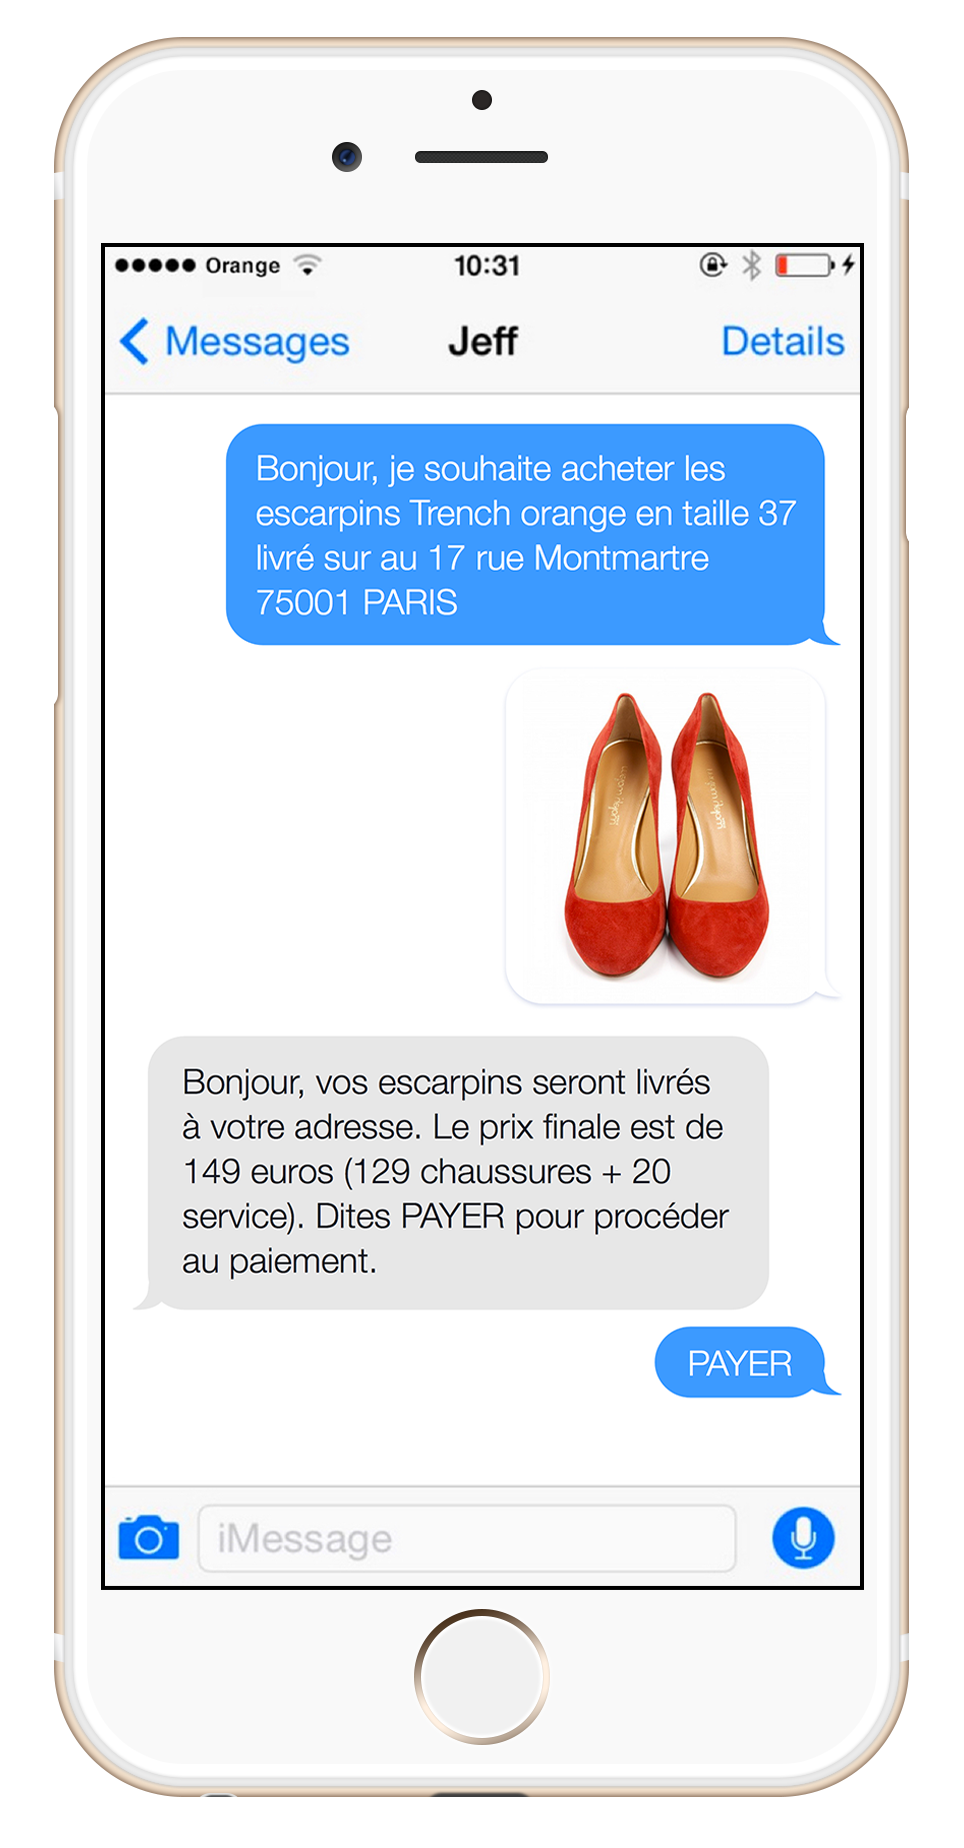 Orange 10:31
Messages Jeff Details
Bonjour, je souhaite acheter les
escarpins Trench orange en taille 37
livré sur au 17 rue Montmartre
75001 PARIS
Bonjour, vos escarpins seront livrés
à votre adresse. Le prix finale est de
149 euros (129 chaussures + 20
service). Dites PAYER pour procéder
au paiement.
PAYER
iMessage